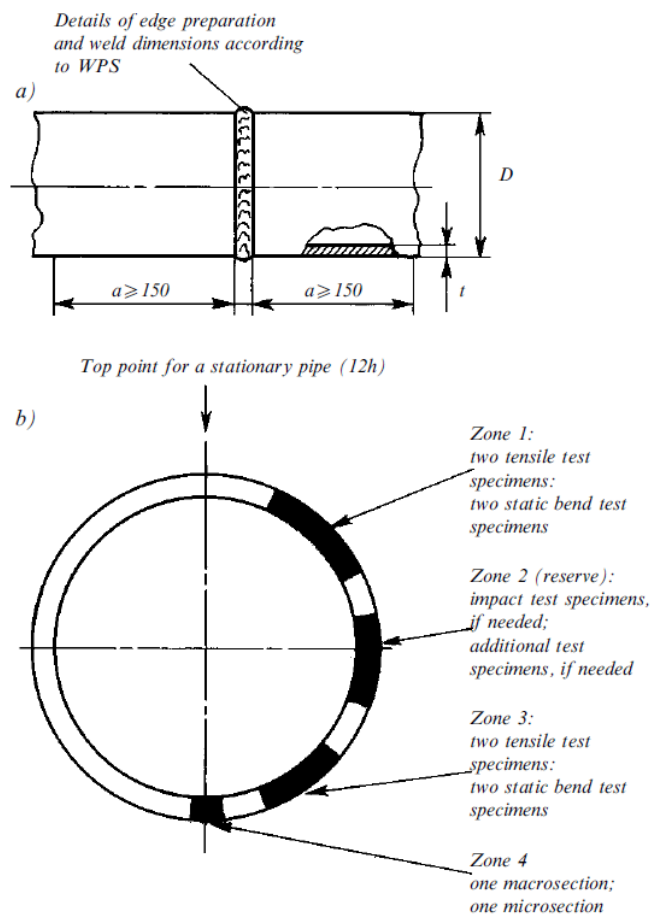 Details of edge preparation
and weld dimensions according
to WPS
a)
D
a ⩾ 150
a ⩾ 150
t
Top point for a stationary pipe (12h)
b)
Zone 1:
two tensile test
specimens:
two static bend test
specimens
Zone 2 (reserve):
impact test specimens,
if needed;
additional test
specimens, if needed
Zone 3:
two tensile test
specimens:
two static bend test
specimens
Zone 4
one macrosection;
one microsection